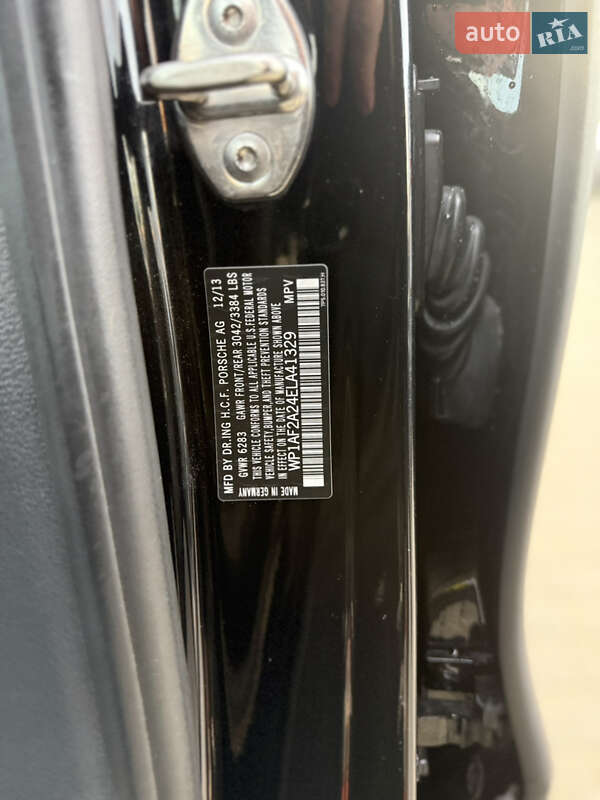 auto RIA .com
MFD BY DR.ING H.C.F. PORSCHE AG 12/13
GVWR 6283 GAWR FRONT/REAR 3042/3384 LBS
THIS VEHICLE CONFORMS TO ALL APPLICABLE U.S.FEDERAL MOTOR
VEHICLE SAFETY,BUMPER,AND THEFT PREVENTION STANDARDS
IN EFFECT ON THE DATE OF MANUFACTURE SHOWN ABOVE
WP1AF2A24ELA41329 MPV
MADE IN GERMANY